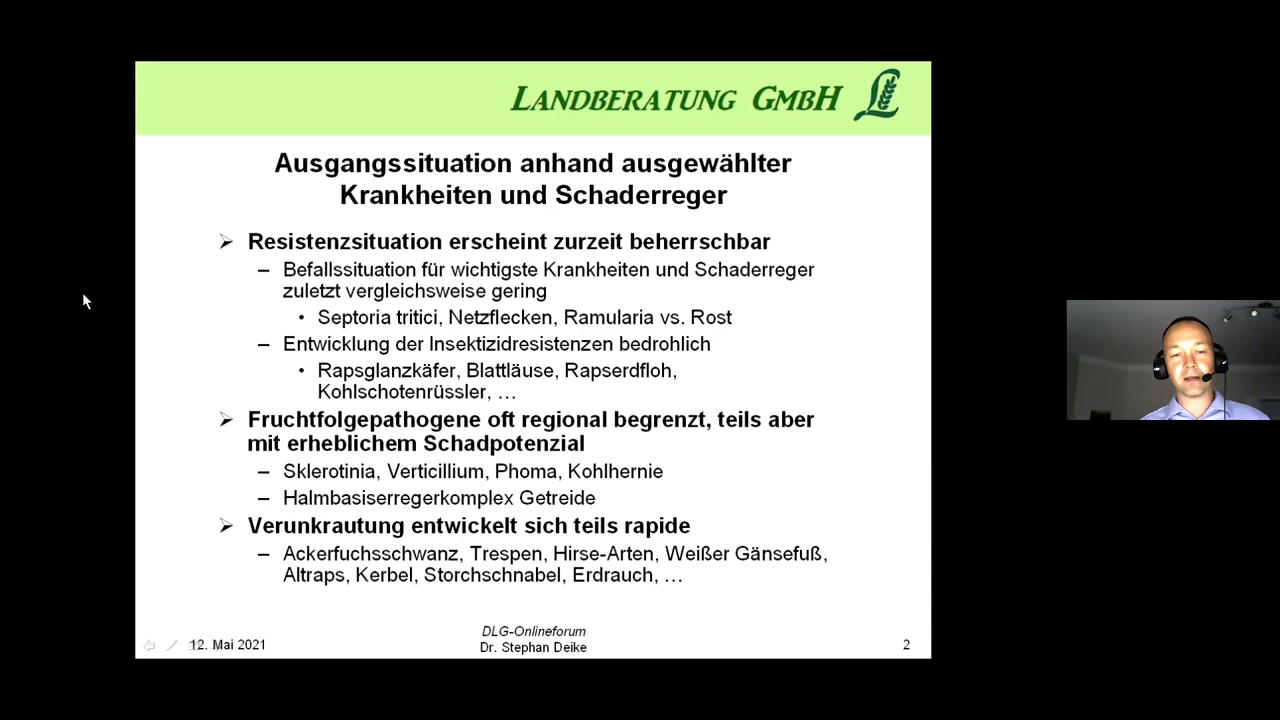 LANDBERATUNG GMBH
Ausgangssituation anhand ausgewählter
Krankheiten und Schaderreger
➢ Resistenzsituation erscheint zurzeit beherrschbar
– Befallssituation für wichtigste Krankheiten und Schaderreger
zuletzt vergleichsweise gering
• Septoria tritici, Netzflecken, Ramularia vs. Rost
– Entwicklung der Insektizidresistenzen bedrohlich
• Rapsglanzkäfer, Blattläuse, Rapserdfloh,
Kohlschotenrüssler, …
➢ Fruchtfolgepathogene oft regional begrenzt, teils aber
mit erheblichem Schadpotenzial
– Sklerotinia, Verticillium, Phoma, Kohlhernie
– Halmbasiserregerkomplex Getreide
➢ Verunkrautung entwickelt sich teils rapide
– Ackerfuchsschwanz, Trespen, Hirse-Arten, Weißer Gänsefuß,
Altraps, Kerbel, Storchschnabel, Erdrauch, …
DLG-Onlineforum
12. Mai 2021 Dr. Stephan Deike 2